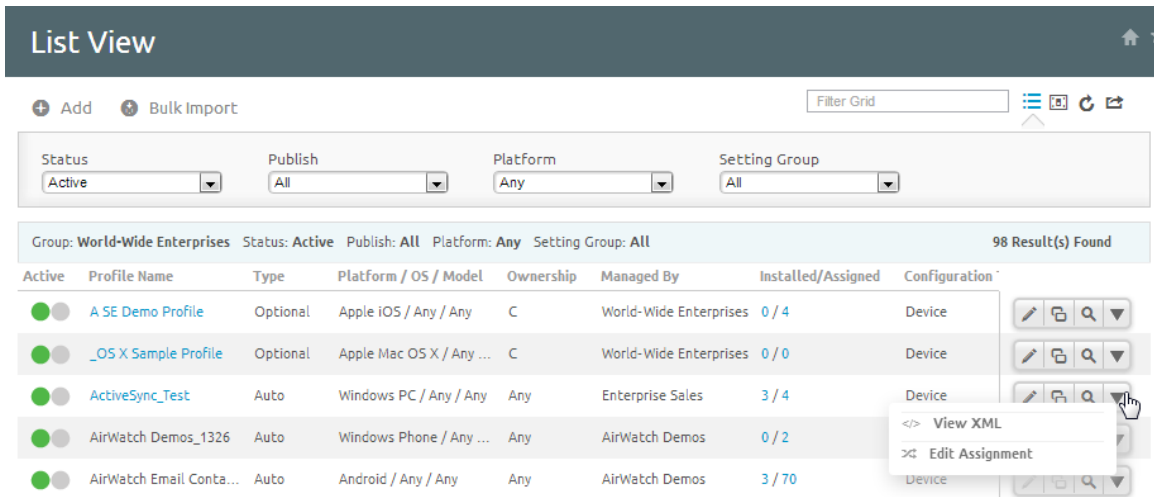 List View
Add Bulk Import Filter Grid
Status Publish Platform Setting Group
Active All Any All
Group: World-Wide Enterprises Status: Active Publish: All Platform: Any Setting Group: All 98 Result(s) Found
Active Profile Name Type Platform / OS / Model Ownership Managed By Installed/Assigned Configuration
A SE Demo Profile Optional Apple iOS / Any / Any C World-Wide Enterprises 0 / 4 Device
_OS X Sample Profile Optional Apple Mac OS X / Any ... C World-Wide Enterprises 0 / 0 Device
ActiveSync_Test Auto Windows PC / Any / Any Any Enterprise Sales 3 / 4 Device
AirWatch Demos_1326 Auto Windows Phone / Any ... Any AirWatch Demos 0 / 2
</> View XML
Edit Assignment
AirWatch Email Conta... Auto Android / Any / Any Any AirWatch Demos 3 / 70 Device